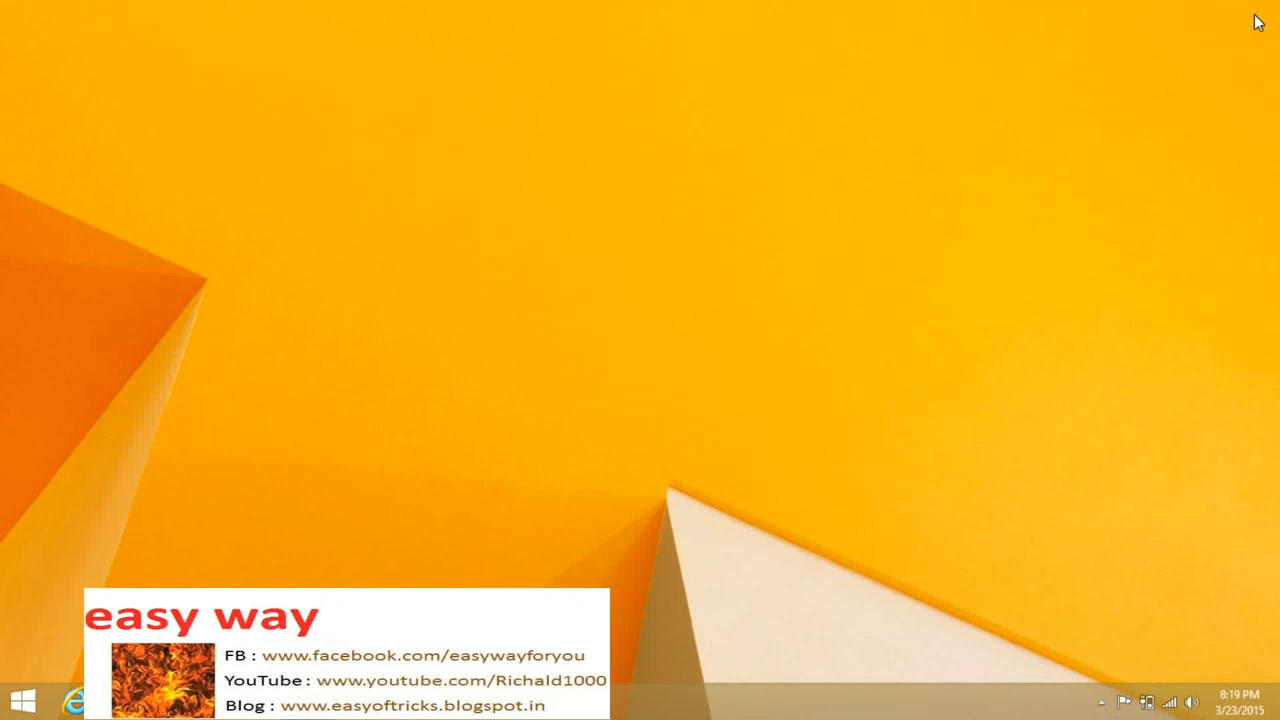 easy way
FB : www.facebook.com/easywayforyou
YouTube : www.youtube.com/Richald1000
Blog : www.easyoftricks.blogspot.in
8:19 PM
3/23/2015